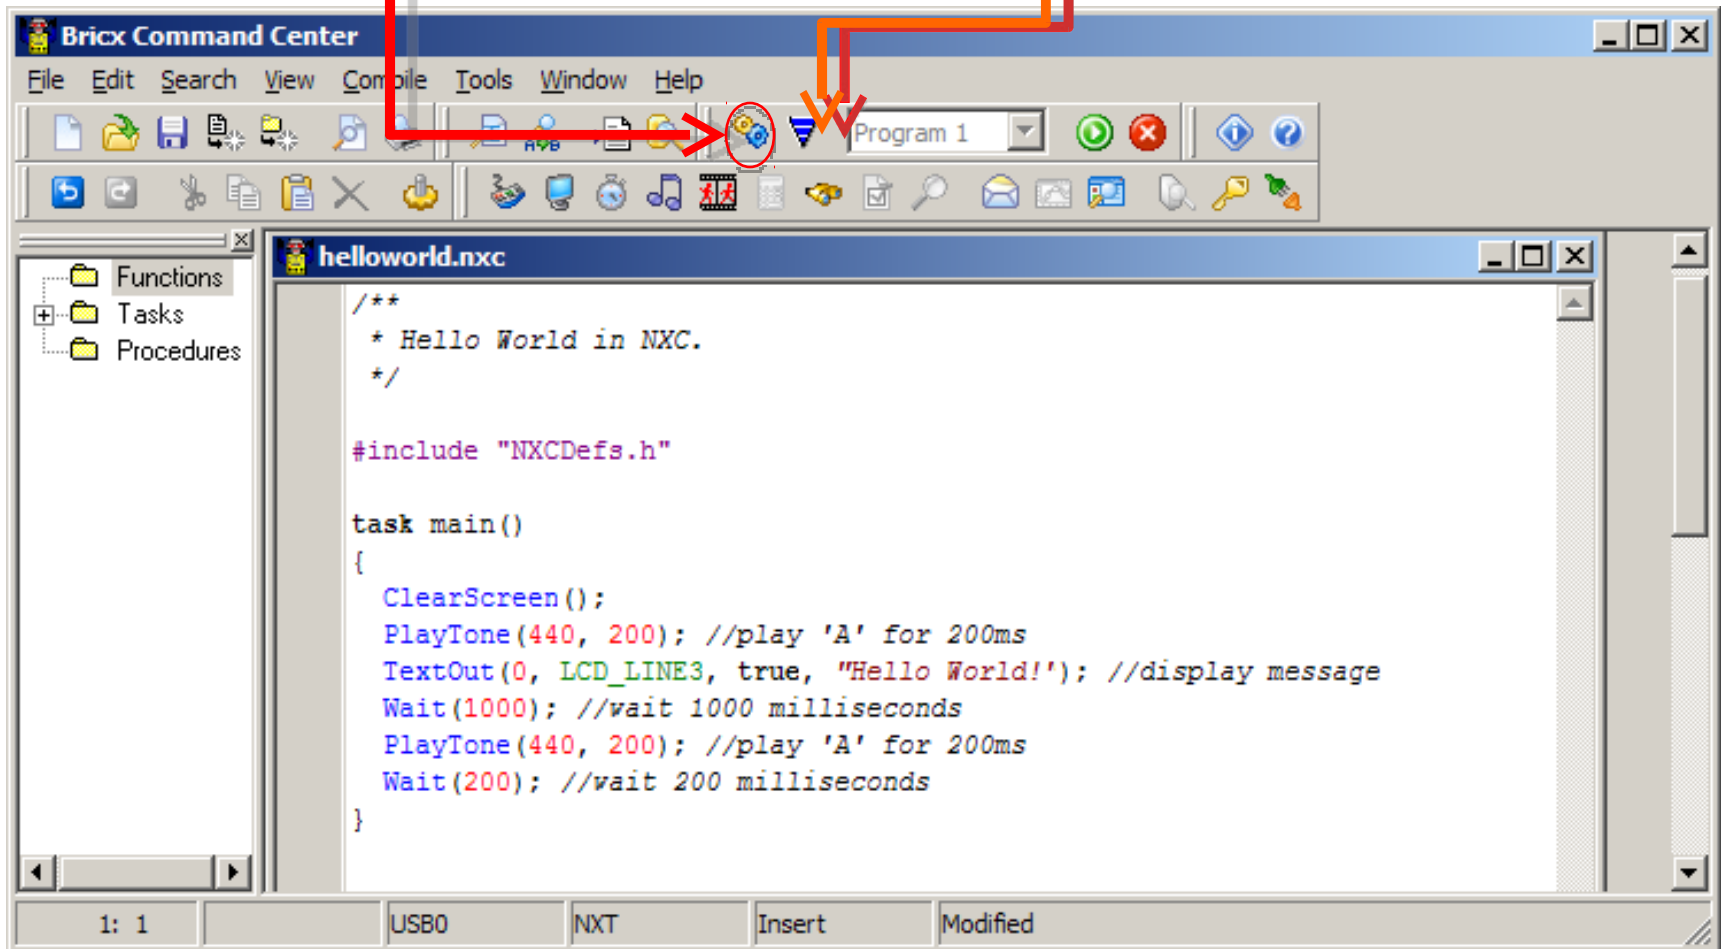 Bricx Command Center
File Edit Search View Compile Tools Window Help
Program 1
helloworld.nxc
Functions
Tasks
Procedures
/**
* Hello World in NXC.
*/
#include "NXCDefs.h"
task main()
{
ClearScreen();
PlayTone(440, 200); //play 'A' for 200ms
TextOut(0, LCD_LINE3, true, "Hello World!'); //display message
Wait(1000); //wait 1000 milliseconds
PlayTone(440, 200); //play 'A' for 200ms
Wait(200); //wait 200 milliseconds
}
1: 1 USB0 NXT Insert Modified